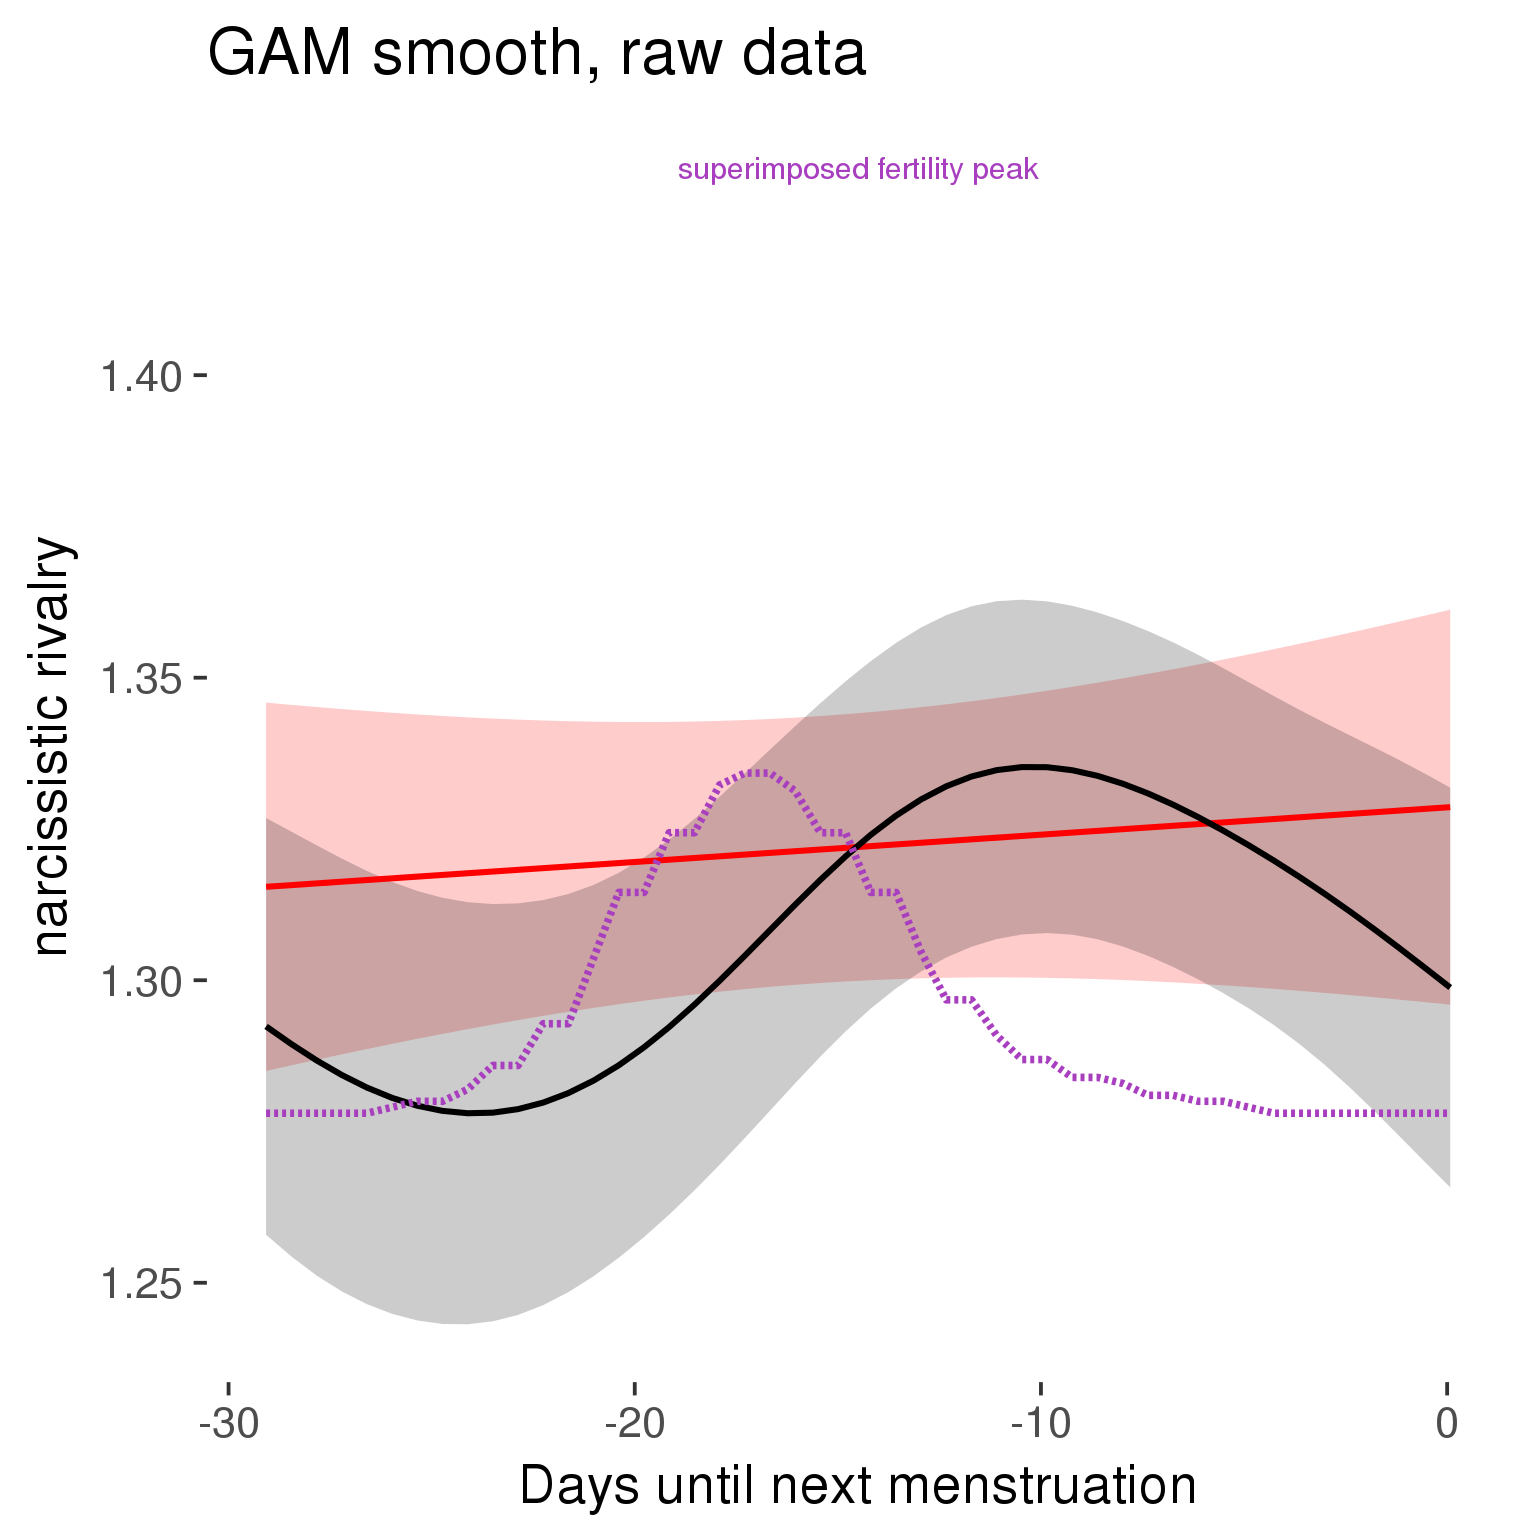 GAM smooth, raw data
superimposed fertility peak
narcissistic rivalry
1.40
1.35
1.30
1.25
-30
-20
-10
0
Days until next menstruation